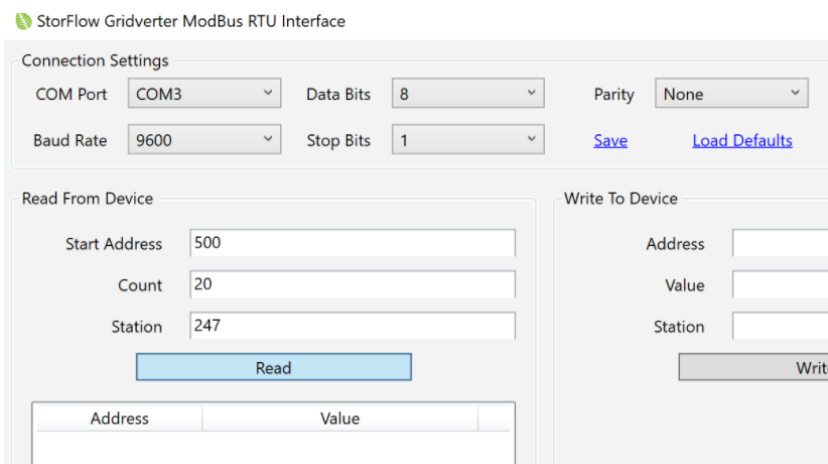 StorFlow Gridverter ModBus RTU Interface
Connection Settings
COM Port COM3 Data Bits 8 Parity None
Baud Rate 9600 Stop Bits 1 Save Load Defaults
Read From Device Write To Device
Start Address 500 Address
Count 20 Value
Station 247 Station
Read Writ
Address Value